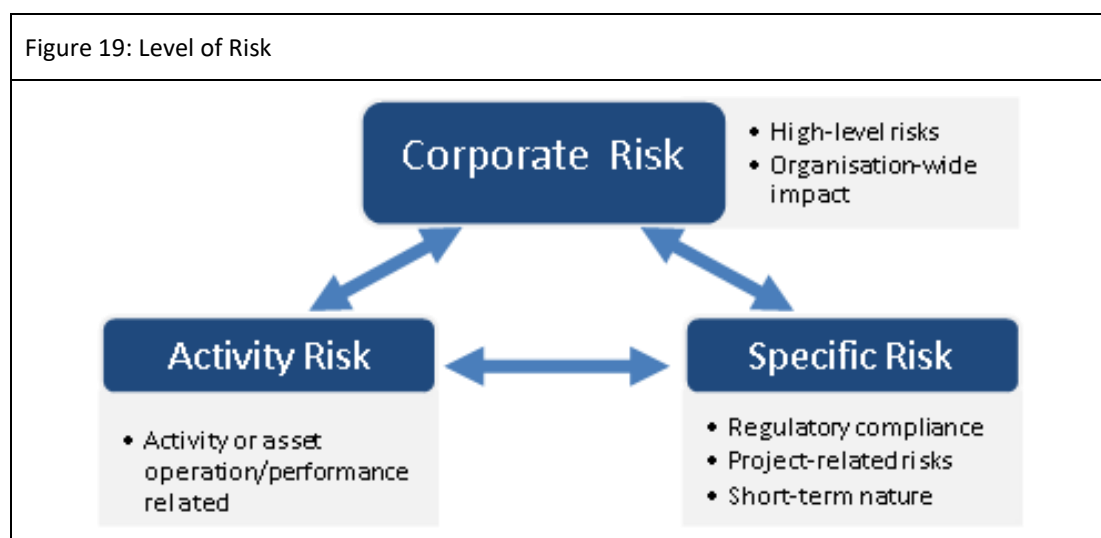 Figure 19: Level of Risk
Corporate Risk
• High-level risks
• Organisation-wide
impact
Activity Risk
• Activity or asset
operation/performance
related
Specific Risk
• Regulatory compliance
• Project-related risks
• Short-term nature